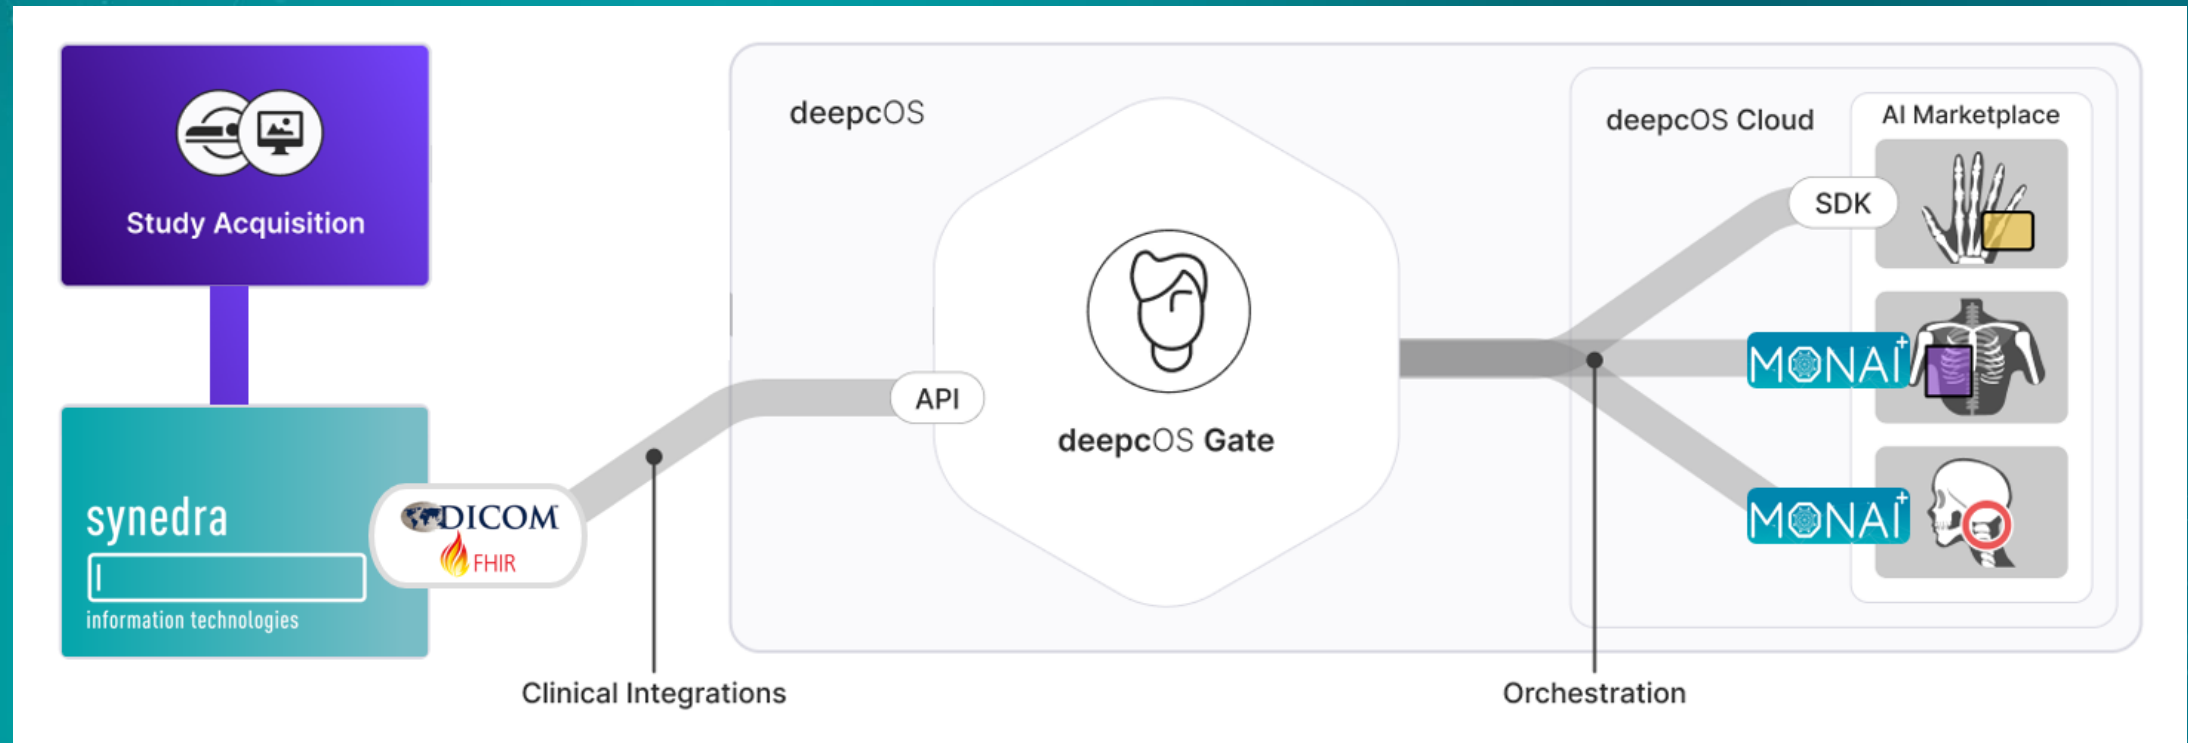 Study Acquisition
synedra
information technologies
DICOM
FHIR
Clinical Integrations
deepcOS
API
deepcOS Gate
Orchestration
deepcOS Cloud
AI Marketplace
SDK
MONAI+
MONAI+